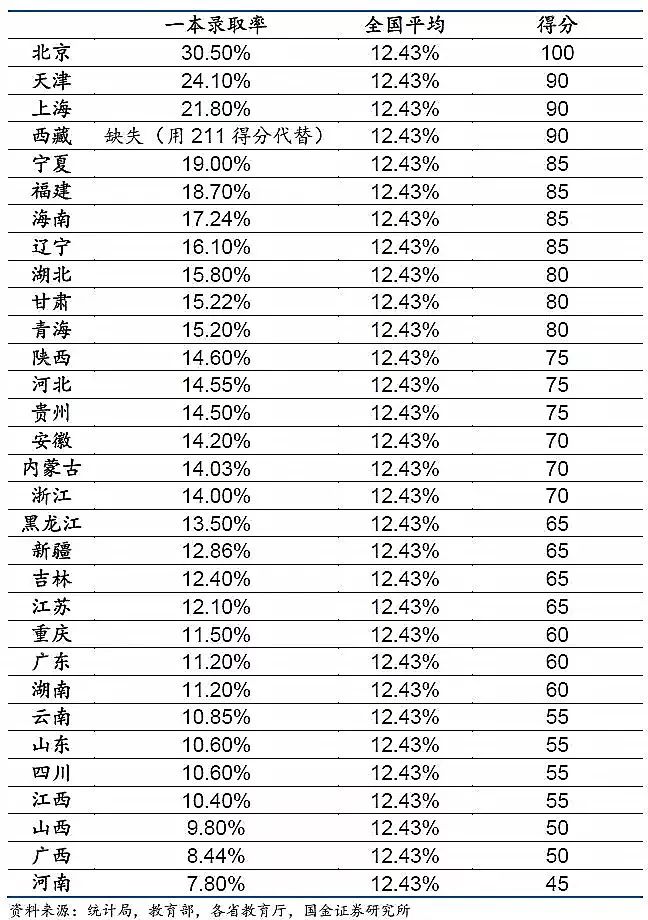 一本录取率 全国平均 得分
北京 30.50% 12.43% 100
天津 24.10% 12.43% 90
上海 21.80% 12.43% 90
西藏 缺失（用 211 得分代替） 12.43% 90
宁夏 19.00% 12.43% 85
福建 18.70% 12.43% 85
海南 17.24% 12.43% 85
辽宁 16.10% 12.43% 85
湖北 15.80% 12.43% 80
甘肃 15.22% 12.43% 80
青海 15.20% 12.43% 80
陕西 14.60% 12.43% 75
河北 14.55% 12.43% 75
贵州 14.50% 12.43% 75
安徽 14.20% 12.43% 70
内蒙古 14.03% 12.43% 70
浙江 14.00% 12.43% 70
黑龙江 13.50% 12.43% 65
新疆 12.86% 12.43% 65
吉林 12.40% 12.43% 65
江苏 12.10% 12.43% 65
重庆 11.50% 12.43% 60
广东 11.20% 12.43% 60
湖南 11.20% 12.43% 60
云南 10.85% 12.43% 55
山东 10.60% 12.43% 55
四川 10.60% 12.43% 55
江西 10.40% 12.43% 55
山西 9.80% 12.43% 50
广西 8.44% 12.43% 50
河南 7.80% 12.43% 45
资料来源：统计局，教育部，各省教育厅，国金证券研究所